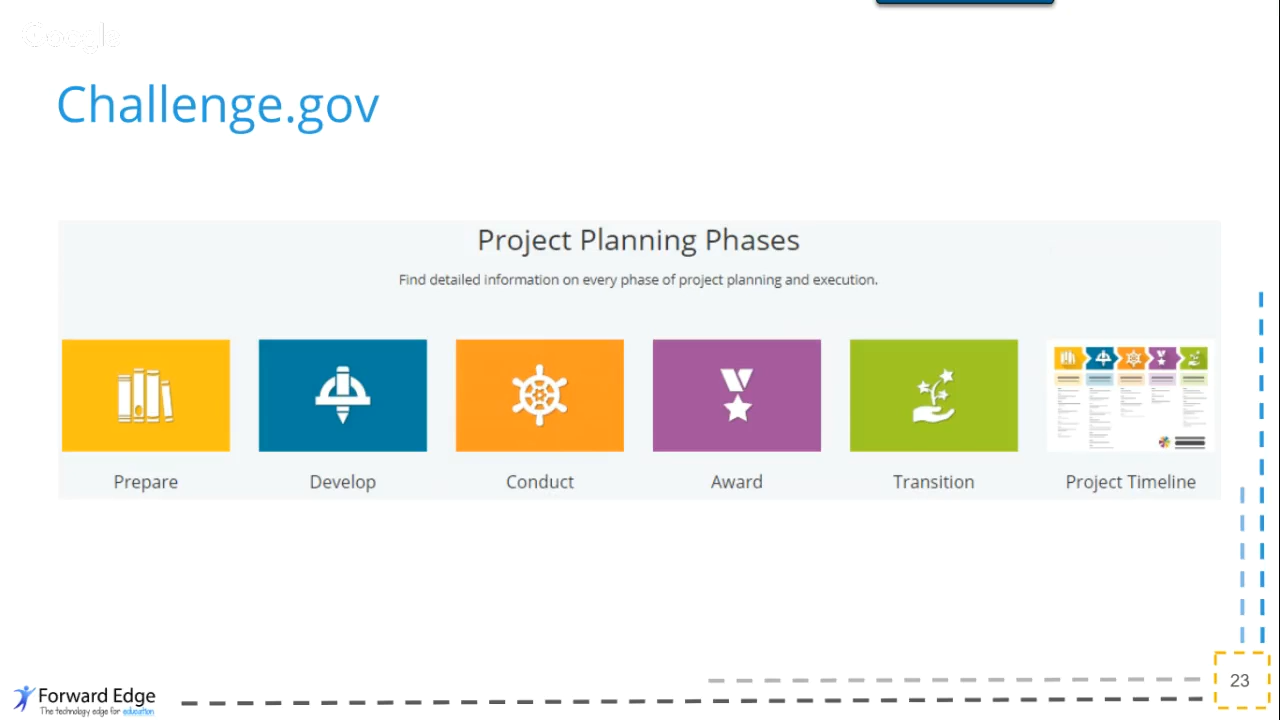 Google
Challenge.gov
Project Planning Phases
Find detailed information on every phase of project planning and execution.
Prepare
Develop
Conduct
Award
Transition
Project Timeline
23
Forward Edge
The technology edge for education